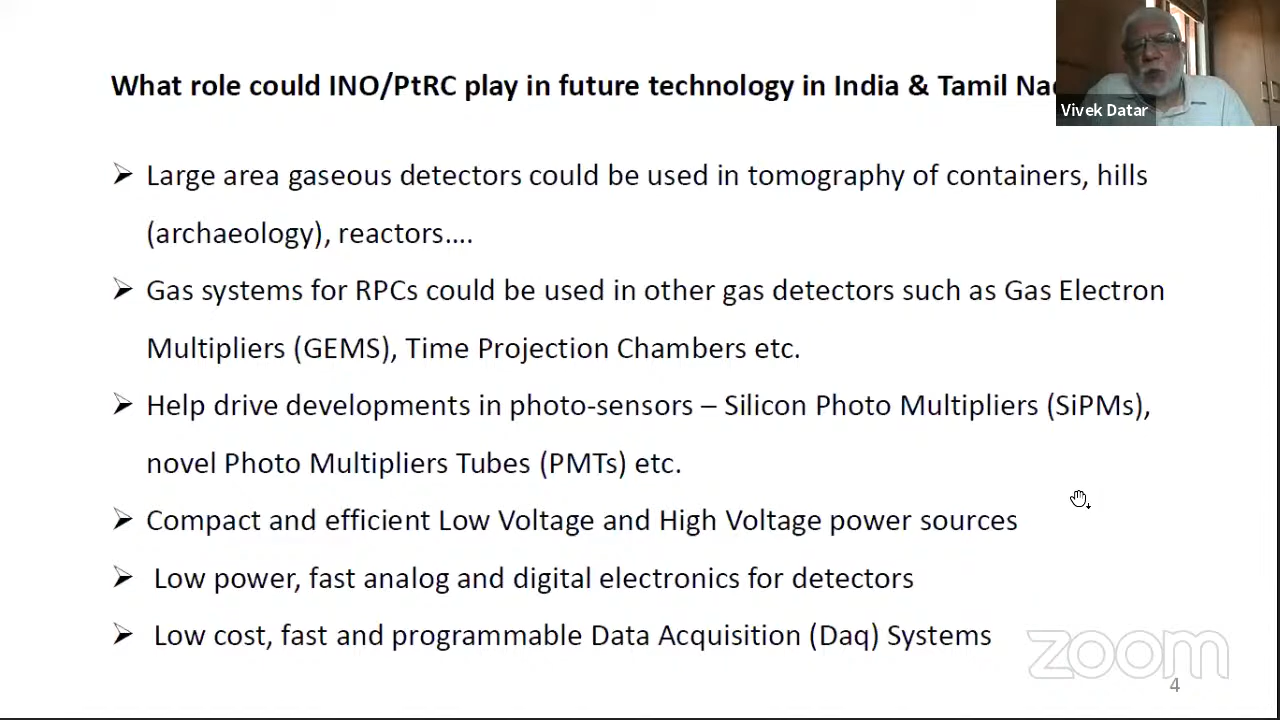 What role could INO/PtRC play in future technology in India & Tamil
Vivek Datar
➢ Large area gaseous detectors could be used in tomography of containers, hills
(archaeology), reactors....
➢ Gas systems for RPCs could be used in other gas detectors such as Gas Electron
Multipliers (GEMS), Time Projection Chambers etc.
➢ Help drive developments in photo-sensors – Silicon Photo Multipliers (SiPMs),
novel Photo Multipliers Tubes (PMTs) etc.
➢ Compact and efficient Low Voltage and High Voltage power sources
➢ Low power, fast analog and digital electronics for detectors
➢ Low cost, fast and programmable Data Acquisition (Daq) Systems
zoom
4